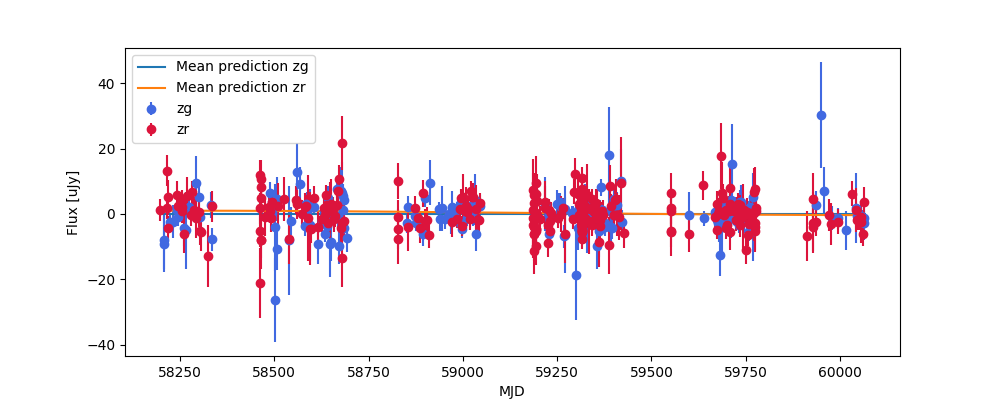 40
20
0
−20
−40
Flux [uJy]
Mean prediction zg
Mean prediction zr
zg
zr
58250
58500
58750
59000
59250
59500
59750
60000
MJD